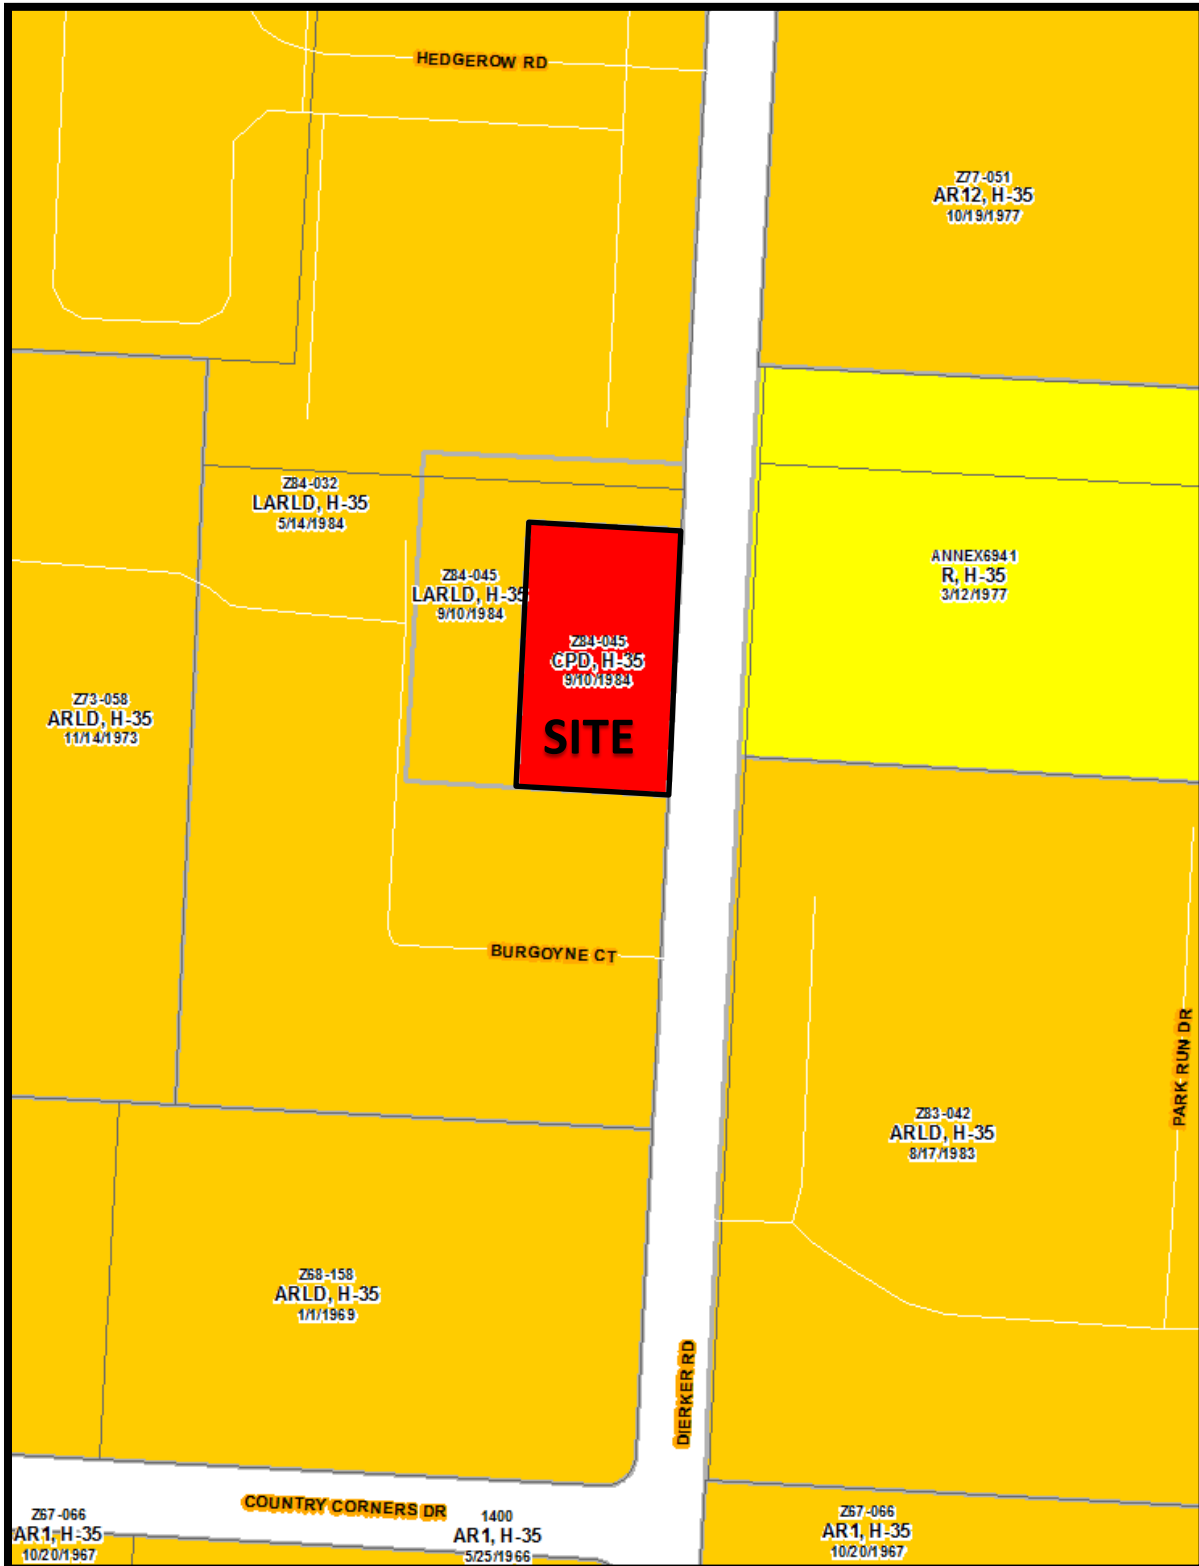 HEDGEROW RD
Z77-051
AR12, H-35
10/19/1977
Z84-032
LARLD, H-35
5/14/1984
ANNEX6941
R, H-35
3/12/1977
Z84-045
LARLD, H-35
9/10/1984
Z84-045
CPD, H-35
9/10/1984
SITE
Z73-058
ARLD, H-35
11/14/1973
BURGOYNE CT
PARK RUN DR
Z83-042
ARLD, H-35
8/17/1983
Z68-158
ARLD, H-35
1/1/1969
DIERKER RD
COUNTRY CORNERS DR
Z67-066
AR1, H-35
10/20/1967
1400
AR1, H-35
5/25/1966
Z67-066
AR1, H-35
10/20/1967